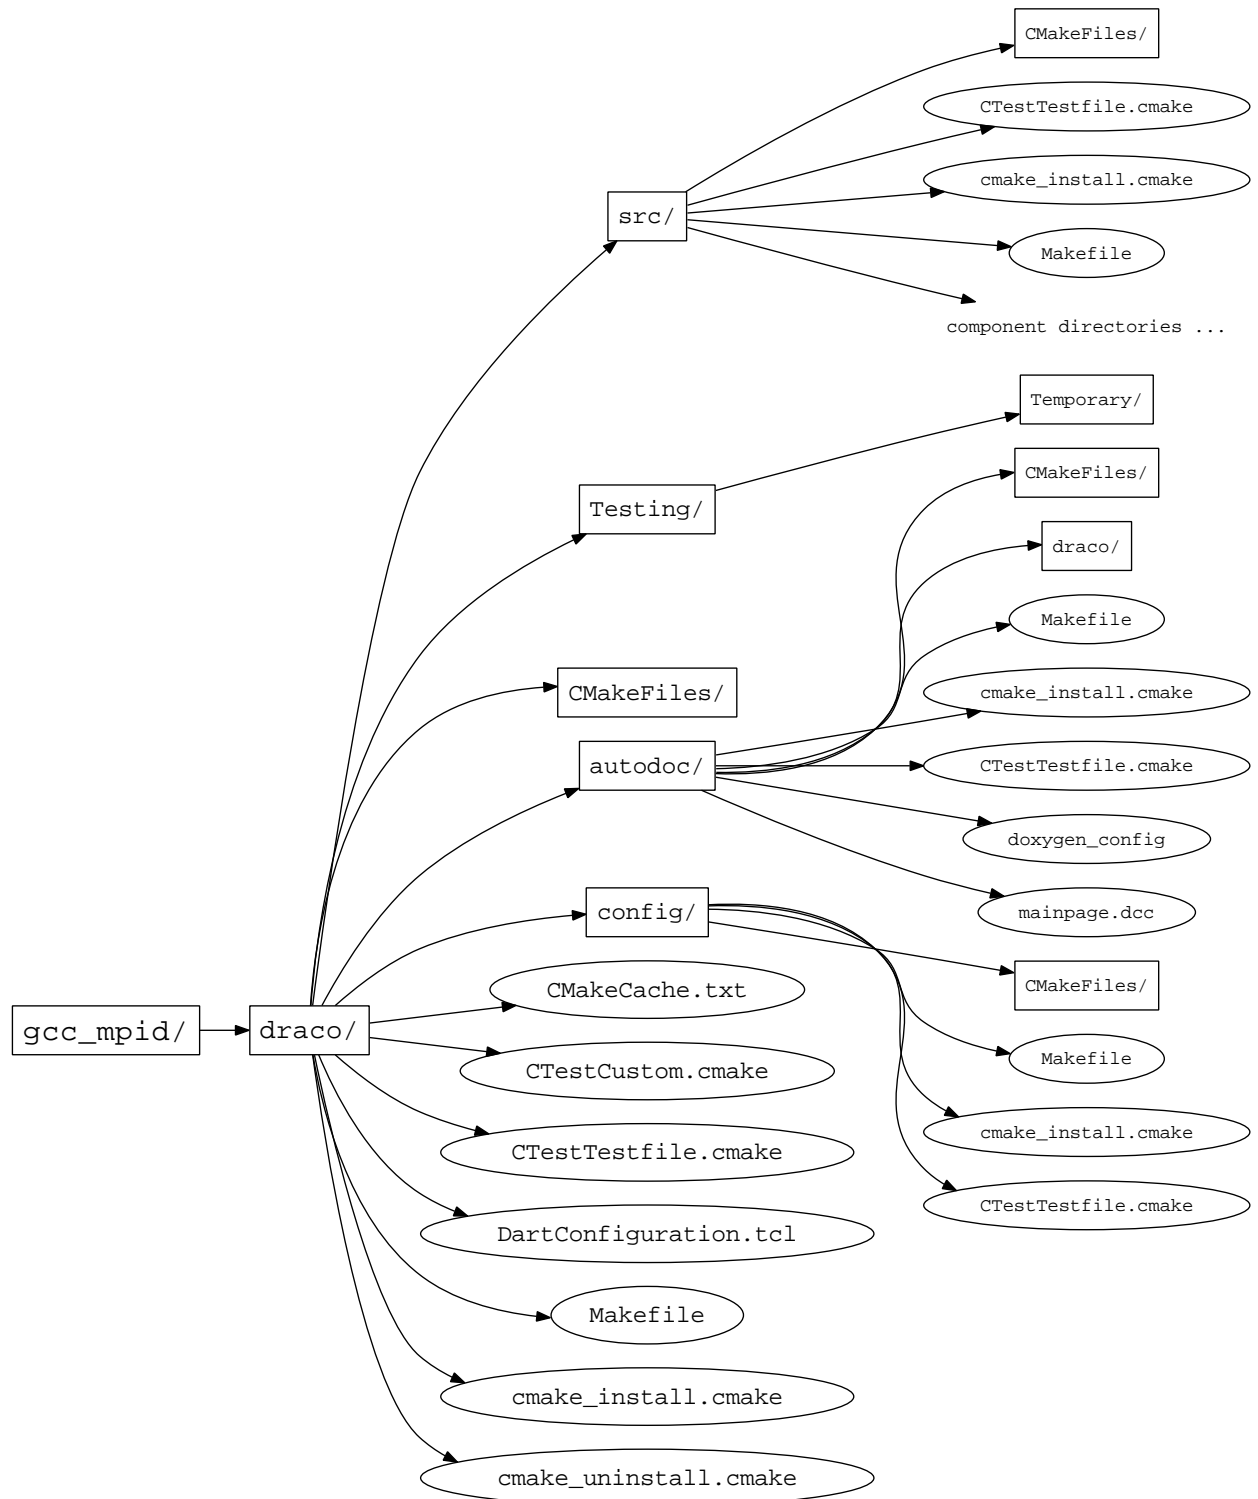 CMakeFiles/
CTestTestfile.cmake
cmake_install.cmake
src/
Makefile
component directories ...
Temporary/
CMakeFiles/
Testing/
draco/
Makefile
CMakeFiles/
cmake_install.cmake
autodoc/
CTestTestfile.cmake
doxygen_config
config/
mainpage.dcc
CMakeCache.txt
CMakeFiles/
gcc_mpid/
draco/
Makefile
CTestCustom.cmake
cmake_install.cmake
CTestTestfile.cmake
CTestTestfile.cmake
DartConfiguration.tcl
Makefile
cmake_install.cmake
cmake_uninstall.cmake